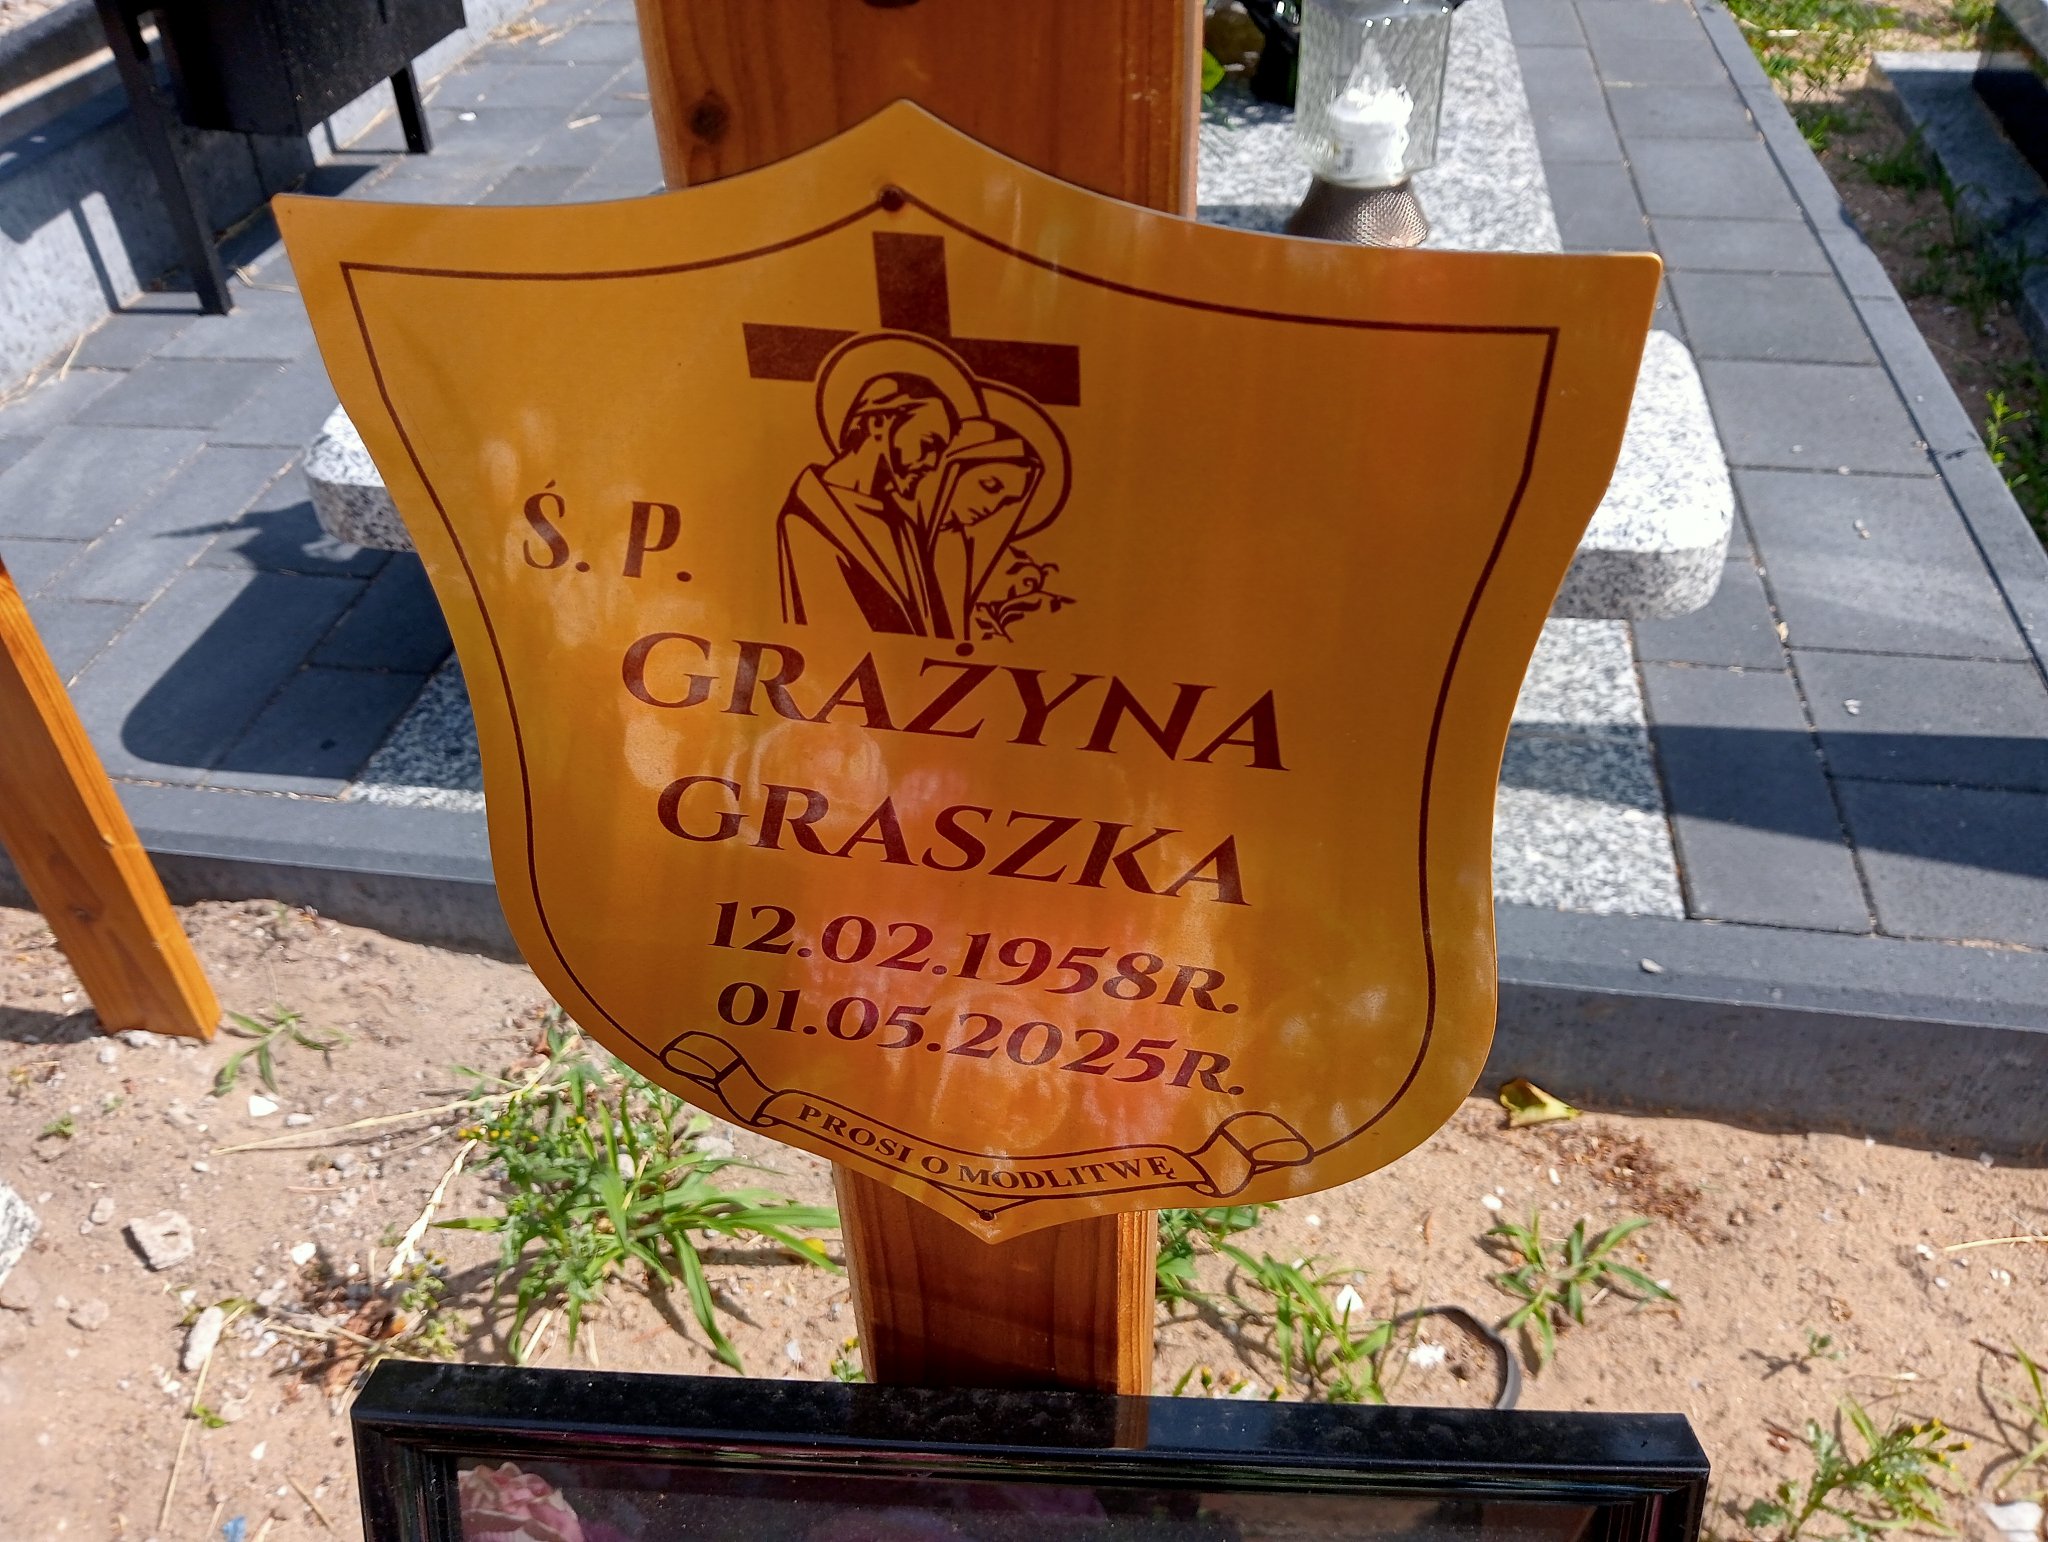 Ś. P.
GRAŻYNA
GRASZKA
12.02.1958R.
01.05.2025R.
PROSI O MODLITWĘ